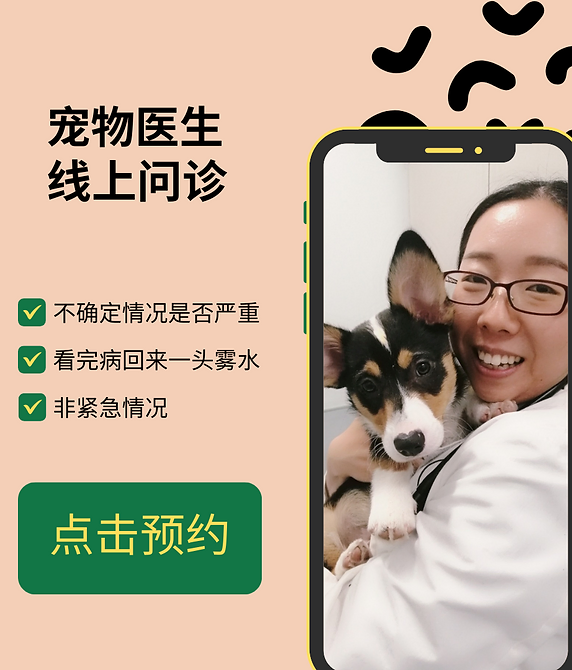 宠物医生
线上问诊
不确定情况是否严重
看完病回来一头雾水
非紧急情况
点击预约